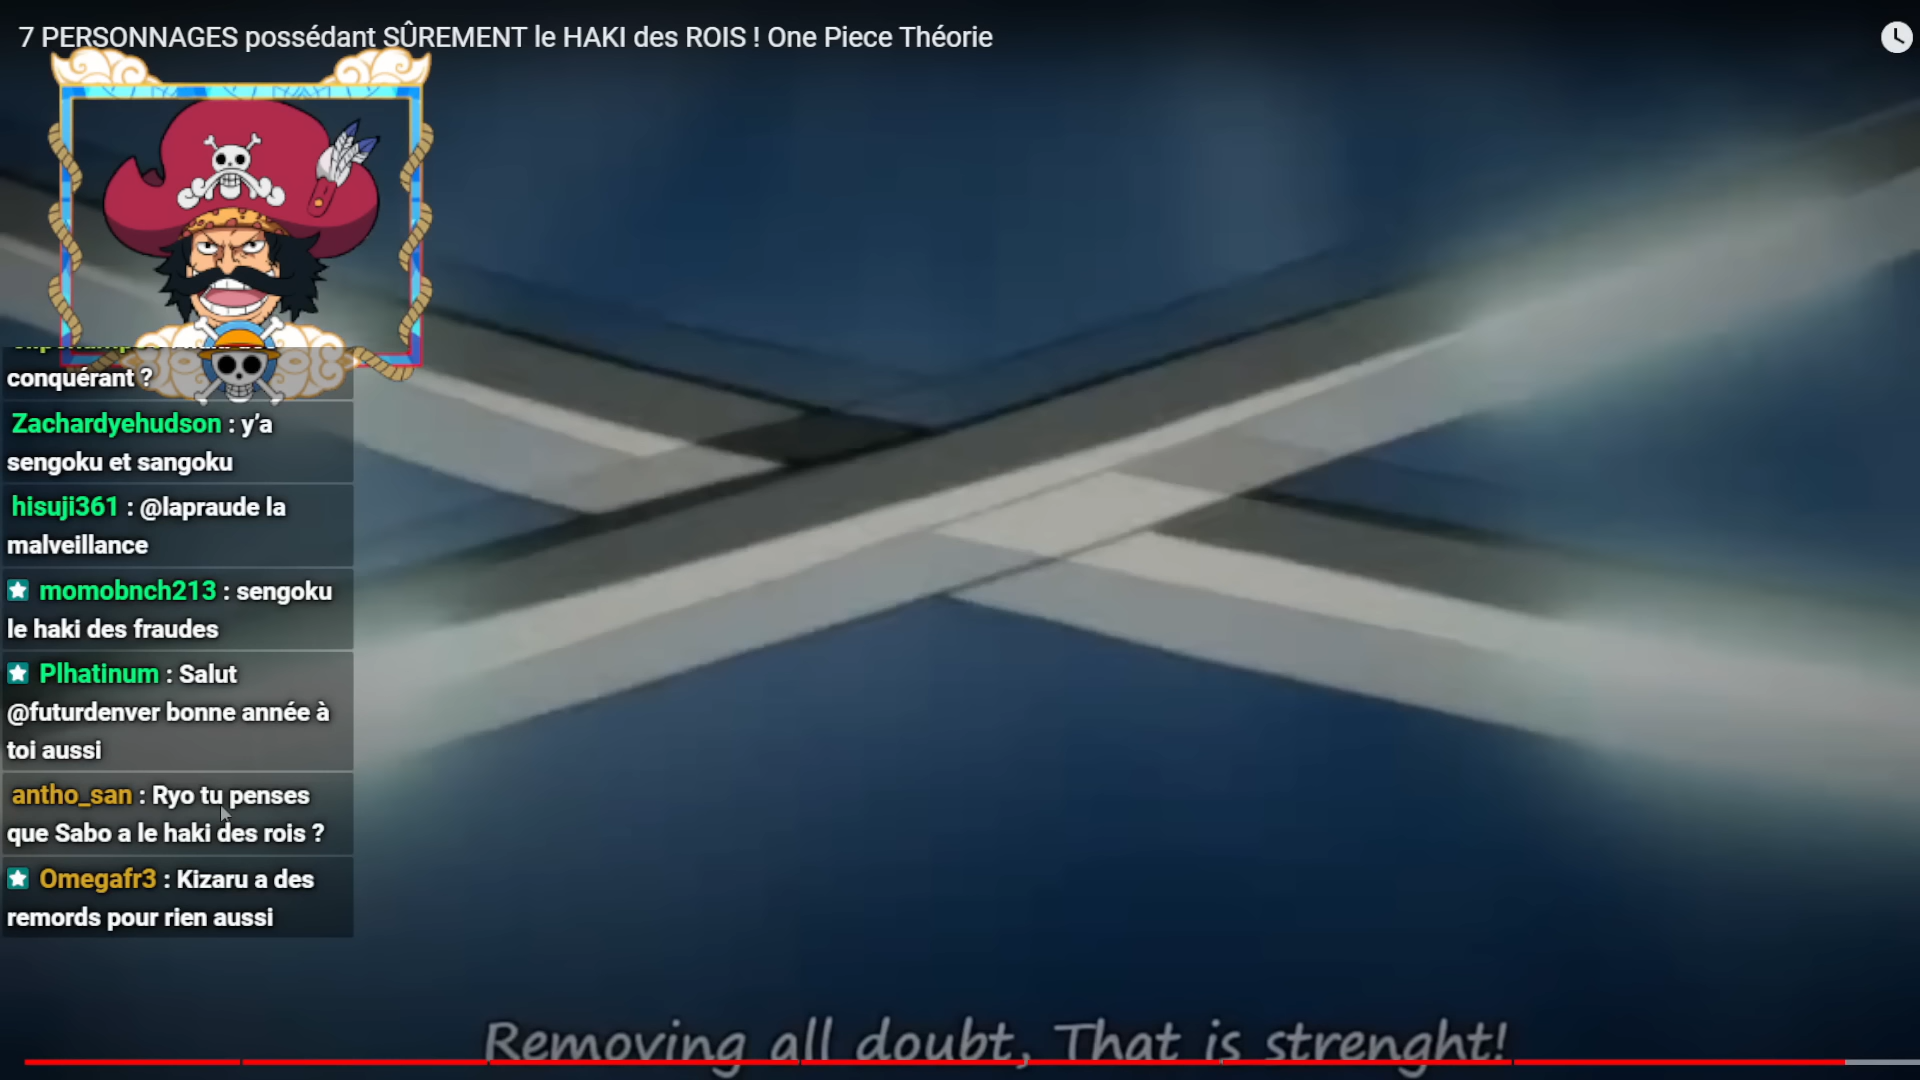 7 PERSONNAGES possédant SÛREMENT le HAKI des ROIS ! One Piece Théorie
conquérant ?
Zachardyehudson : y’a
sengoku et sangoku
hisuji361 : @lapraude la
malveillance
momobnch213 : sengoku
le haki des fraudes
Plhatinum : Salut
@futurdenver bonne année à
toi aussi
antho_san : Ryo tu penses
que Sabo a le haki des rois ?
Omegafr3 : Kizaru a des
remords pour rien aussi
Removing all doubt, That is strenght!